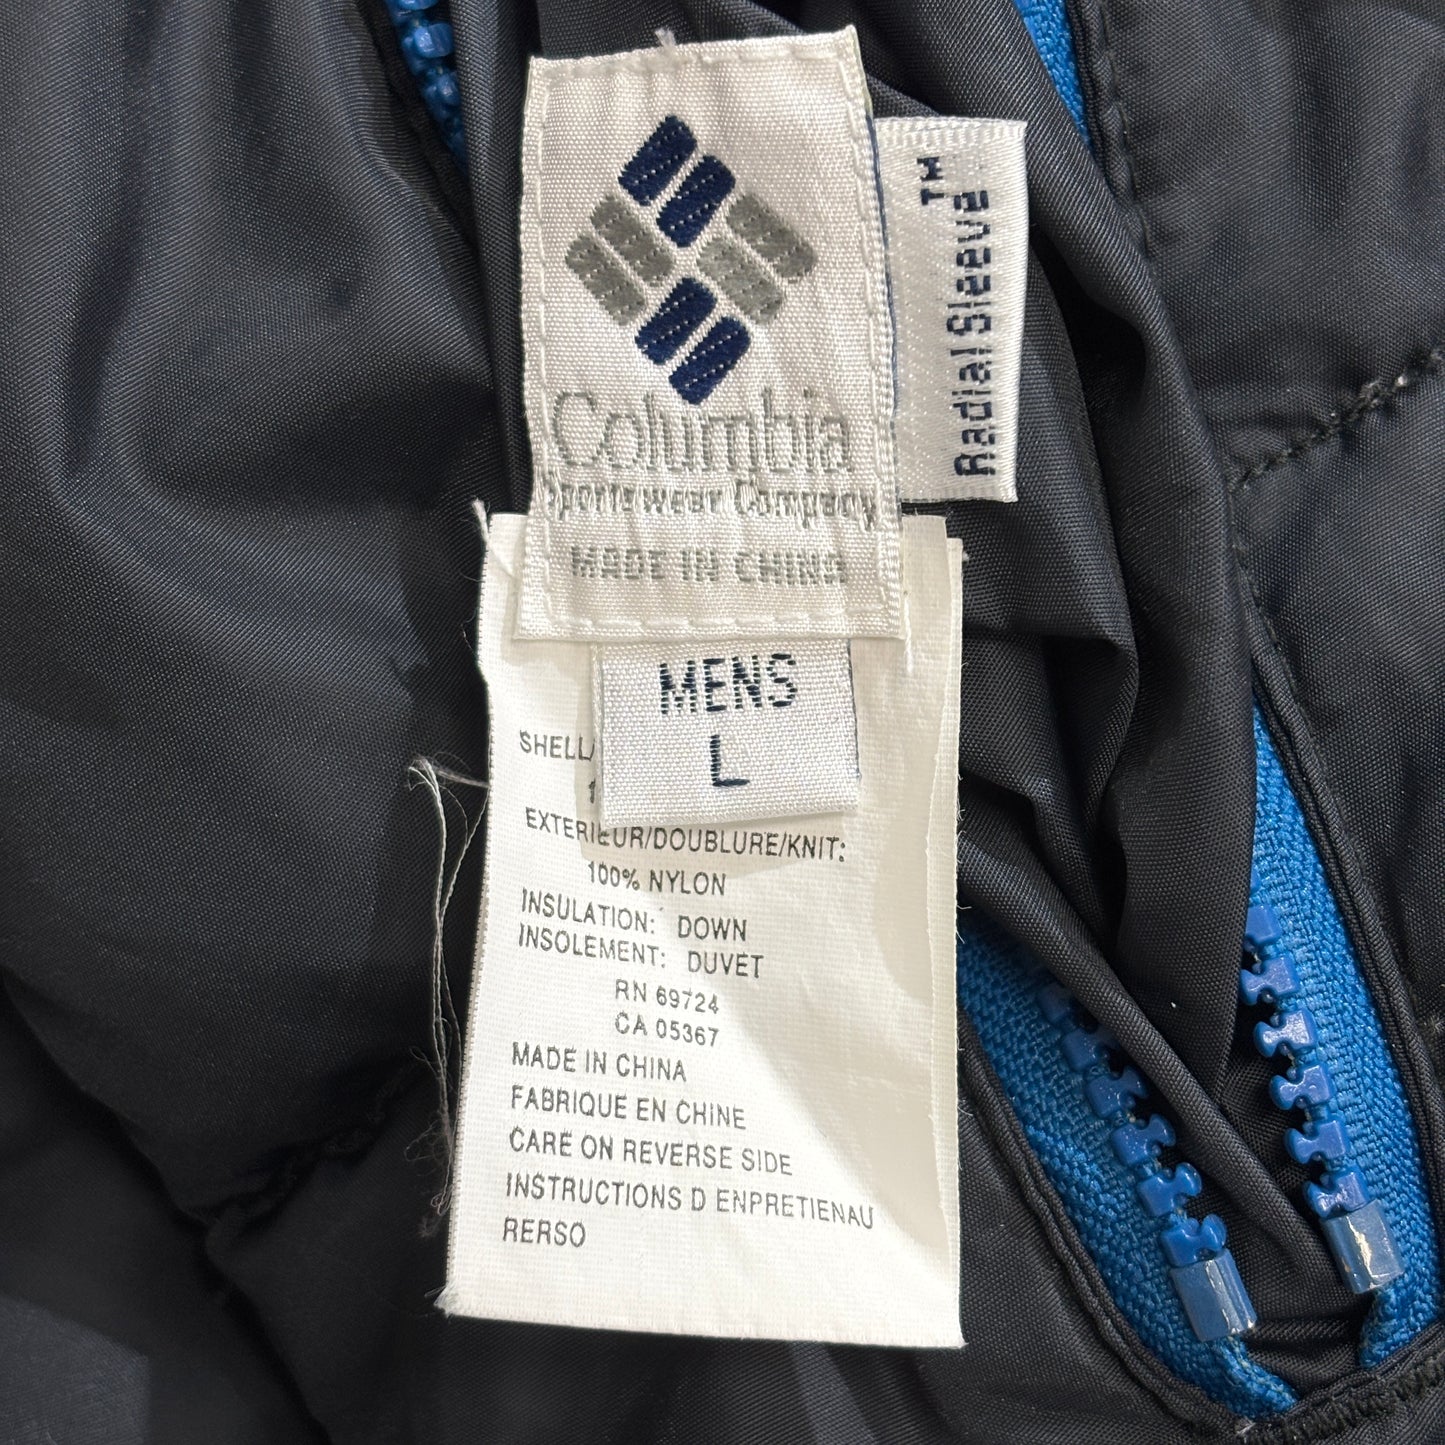 Columbia
Sportswear Company
MADE IN CHINA
Radial Sleeve™
MENS
L
SHELL/
EXTERIEUR/DOUBLURE/KNIT:
100% NYLON
INSULATION: DOWN
INSOLEMENT: DUVET
RN 69724
CA 05367
MADE IN CHINA
FABRIQUE EN CHINE
CARE ON REVERSE SIDE
INSTRUCTIONS D ENPRETIENAU
RERSO